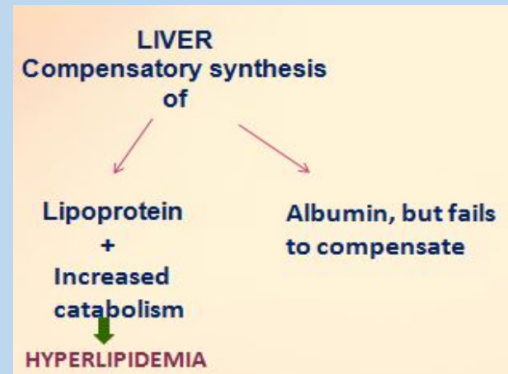 LIVER
Compensatory synthesis
of
Lipoprotein
+
Increased
catabolism
HYPERLIPIDEMIA
Albumin, but fails
to compensate